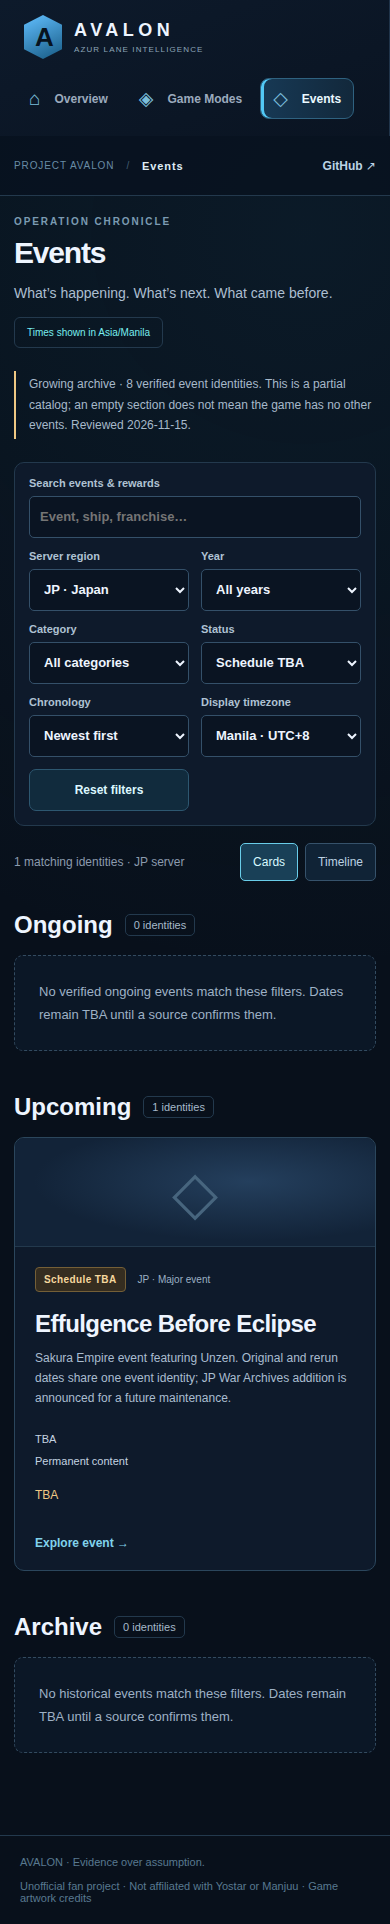 A AVALON
AZUR LANE INTELLIGENCE
Overview Game Modes Events
PROJECT AVALON / Events GitHub ↗
OPERATION CHRONICLE
Events
What's happening. What's next. What came before.
Times shown in Asia/Manila
Growing archive · 8 verified event identities. This is a partial
catalog; an empty section does not mean the game has no other
events. Reviewed 2026-11-15.
Search events & rewards
Event, ship, franchise…
Server region Year
JP · Japan All years
Category Status
All categories Schedule TBA
Chronology Display timezone
Newest first Manila · UTC+8
Reset filters
1 matching identities · JP server Cards Timeline
Ongoing 0 identities
No verified ongoing events match these filters. Dates
remain TBA until a source confirms them.
Upcoming 1 identities
Schedule TBA JP · Major event
Effulgence Before Eclipse
Sakura Empire event featuring Unzen. Original and rerun
dates share one event identity; JP War Archives addition is
announced for a future maintenance.
TBA
Permanent content
TBA
Explore event →
Archive 0 identities
No historical events match these filters. Dates remain
TBA until a source confirms them.
AVALON · Evidence over assumption.
Unofficial fan project · Not affiliated with Yostar or Manjuu · Game
artwork credits